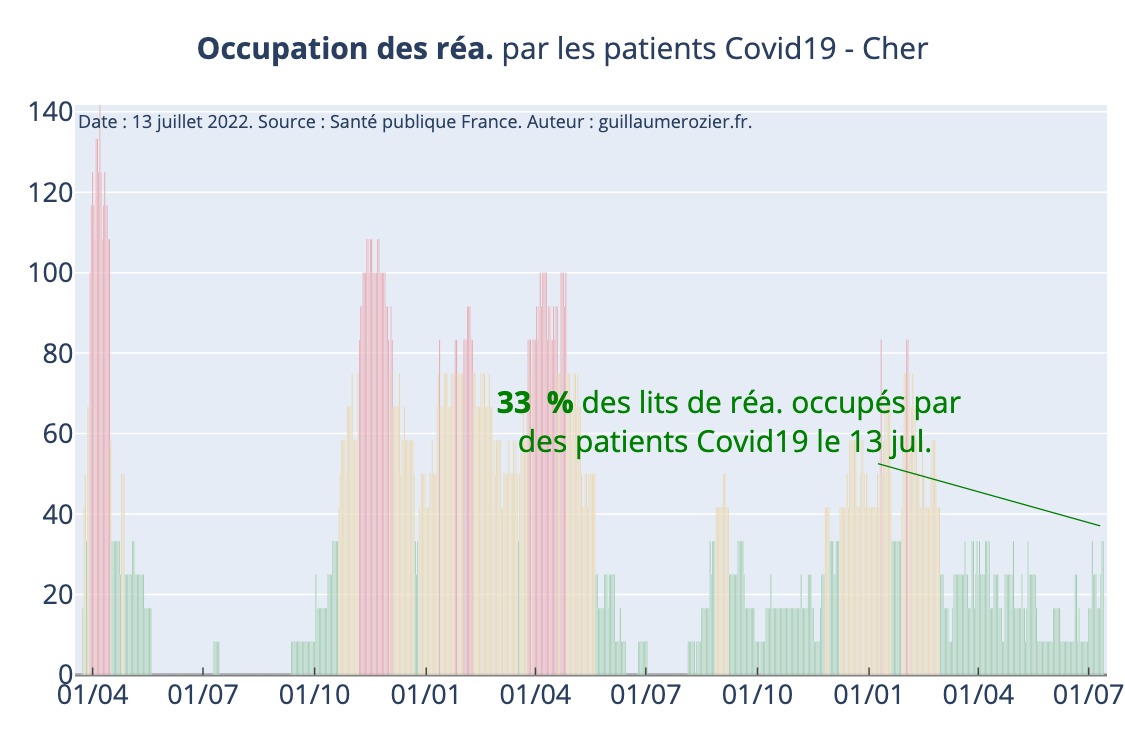 Occupation des réa. par les patients Covid19 - Cher
140
Date : 13 juillet 2022. Source : Santé publique France. Auteur : guillaumerozier.fr.
120
100
80
33 % des lits de réa. occupés par
des patients Covid19 le 13 jul.
60
40
20
0
01/04 01/07 01/10 01/01 01/04 01/07 01/10 01/01 01/04 01/07